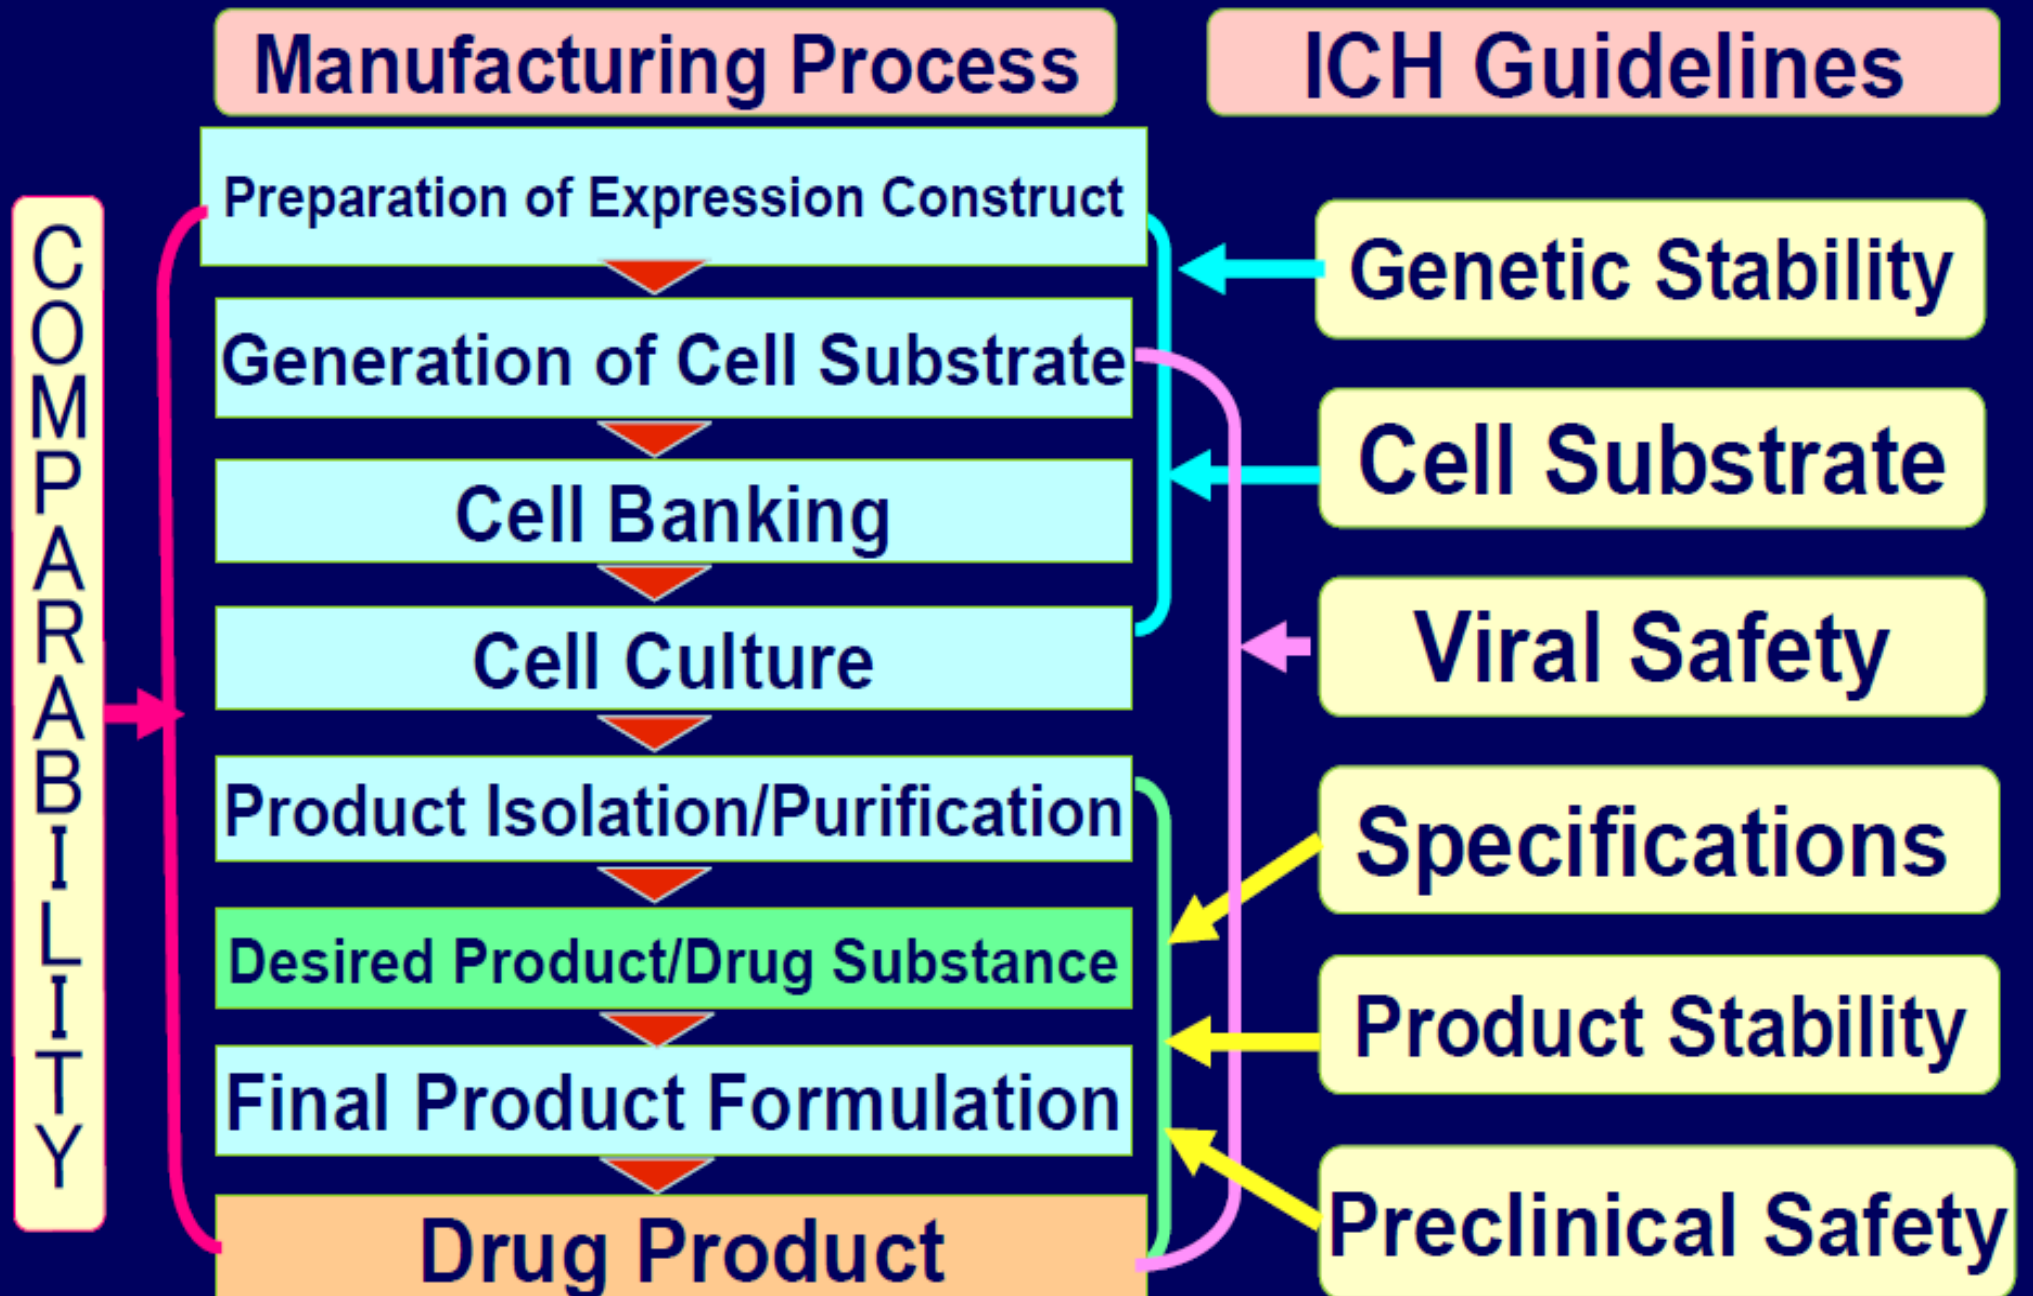 Manufacturing Process
ICH Guidelines
COMPARABILITY
Preparation of Expression Construct
Generation of Cell Substrate
Cell Banking
Cell Culture
Product Isolation/Purification
Desired Product/Drug Substance
Final Product Formulation
Drug Product
Genetic Stability
Cell Substrate
Viral Safety
Specifications
Product Stability
Preclinical Safety